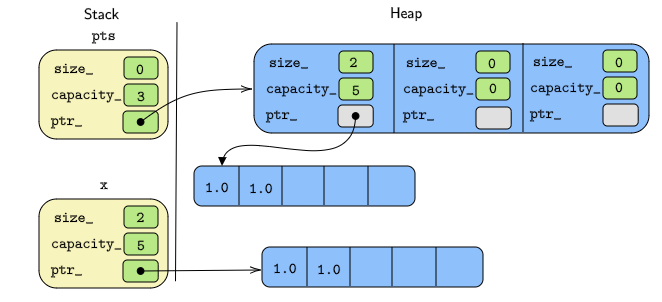 Stack
Heap
pts
size_ 0
capacity_ 3
ptr_
size_ 2
capacity_ 5
ptr_
size_ 0
capacity_ 0
ptr_
size_ 0
capacity_ 0
ptr_
1.0 1.0
x
size_ 2
capacity_ 5
ptr_
1.0 1.0